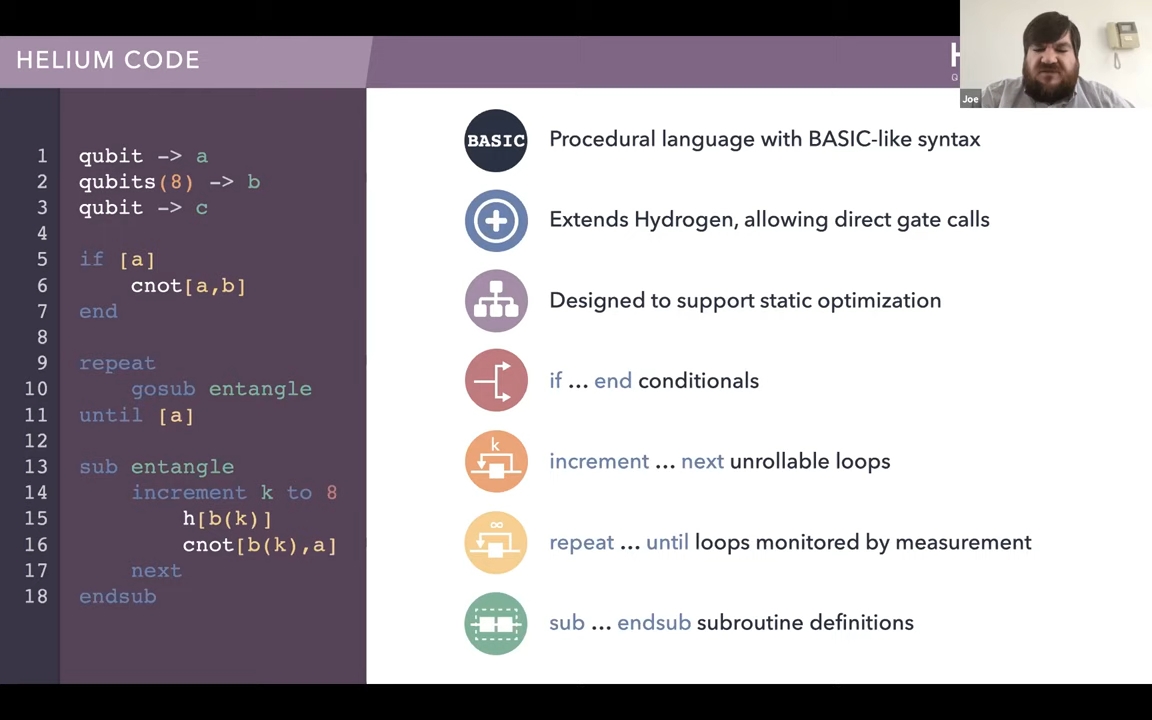 HELIUM CODE
H
Q
Joe
1 qubit -> a
2 qubits(8) -> b
3 qubit -> c
4
5 if [a]
6 cnot[a,b]
7 end
8
9 repeat
10 gosub entangle
11 until [a]
12
13 sub entangle
14 increment k to 8
15 h[b(k)]
16 cnot[b(k),a]
17 next
18 endsub
BASIC
Procedural language with BASIC-like syntax
Extends Hydrogen, allowing direct gate calls
Designed to support static optimization
if ... end conditionals
k
increment ... next unrollable loops
∞
repeat ... until loops monitored by measurement
sub ... endsub subroutine definitions